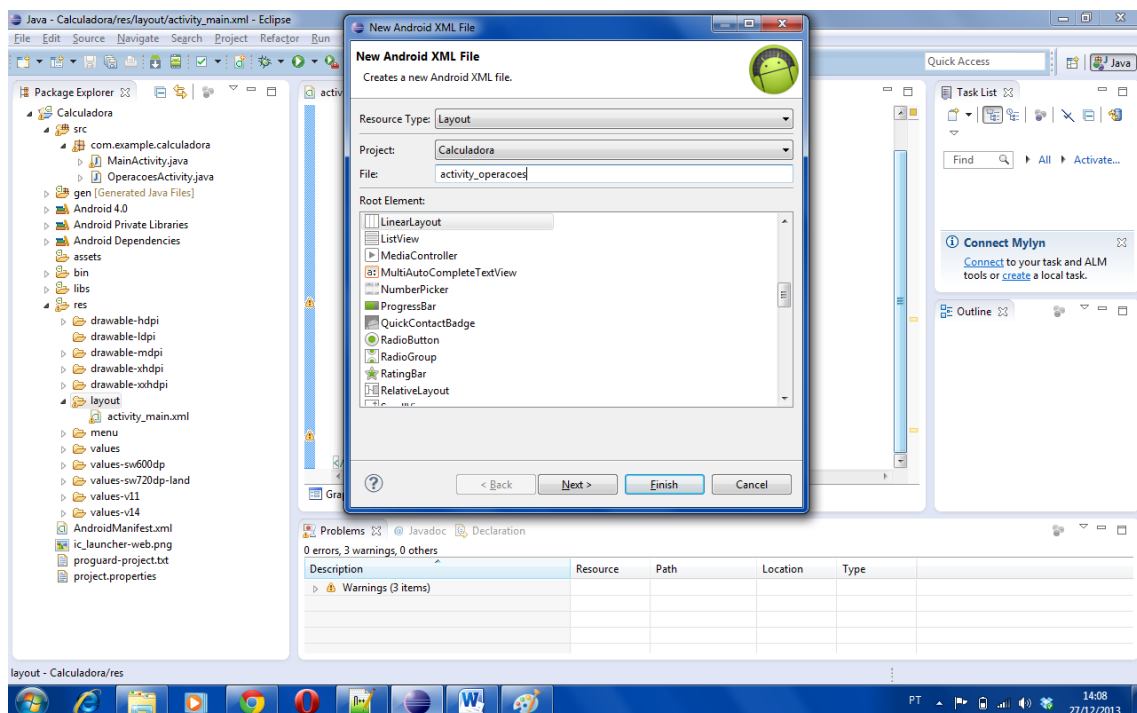 Java - Calculadora/res/layout/activity_main.xml - Eclipse
File Edit Source Navigate Search Project Refactor Run
Quick Access
Java
Package Explorer
Calculadora
src
com.example.calculadora
MainActivity.java
OperacoesActivity.java
gen [Generated Java Files]
Android 4.0
Android Private Libraries
Android Dependencies
assets
bin
libs
res
drawable-hdpi
drawable-ldpi
drawable-mdpi
drawable-xhdpi
drawable-xxhdpi
layout
activity_main.xml
menu
values
values-sw600dp
values-sw720dp-land
values-v11
values-v14
AndroidManifest.xml
ic_launcher-web.png
proguard-project.txt
project.properties
activ
</
Gra
New Android XML File
New Android XML File
Creates a new Android XML file.
Resource Type: Layout
Project: Calculadora
File: activity_operacoes
Root Element:
LinearLayout
ListView
MediaController
MultiAutoCompleteTextView
NumberPicker
ProgressBar
QuickContactBadge
RadioButton
RadioGroup
RatingBar
RelativeLayout
< Back Next > Finish Cancel
Task List
Find All Activate...
Connect Mylyn
Connect to your task and ALM
tools or create a local task.
Outline
Problems @ Javadoc Declaration
0 errors, 3 warnings, 0 others
Description Resource Path Location Type
Warnings (3 items)
layout - Calculadora/res
PT 14:08
27/12/2013